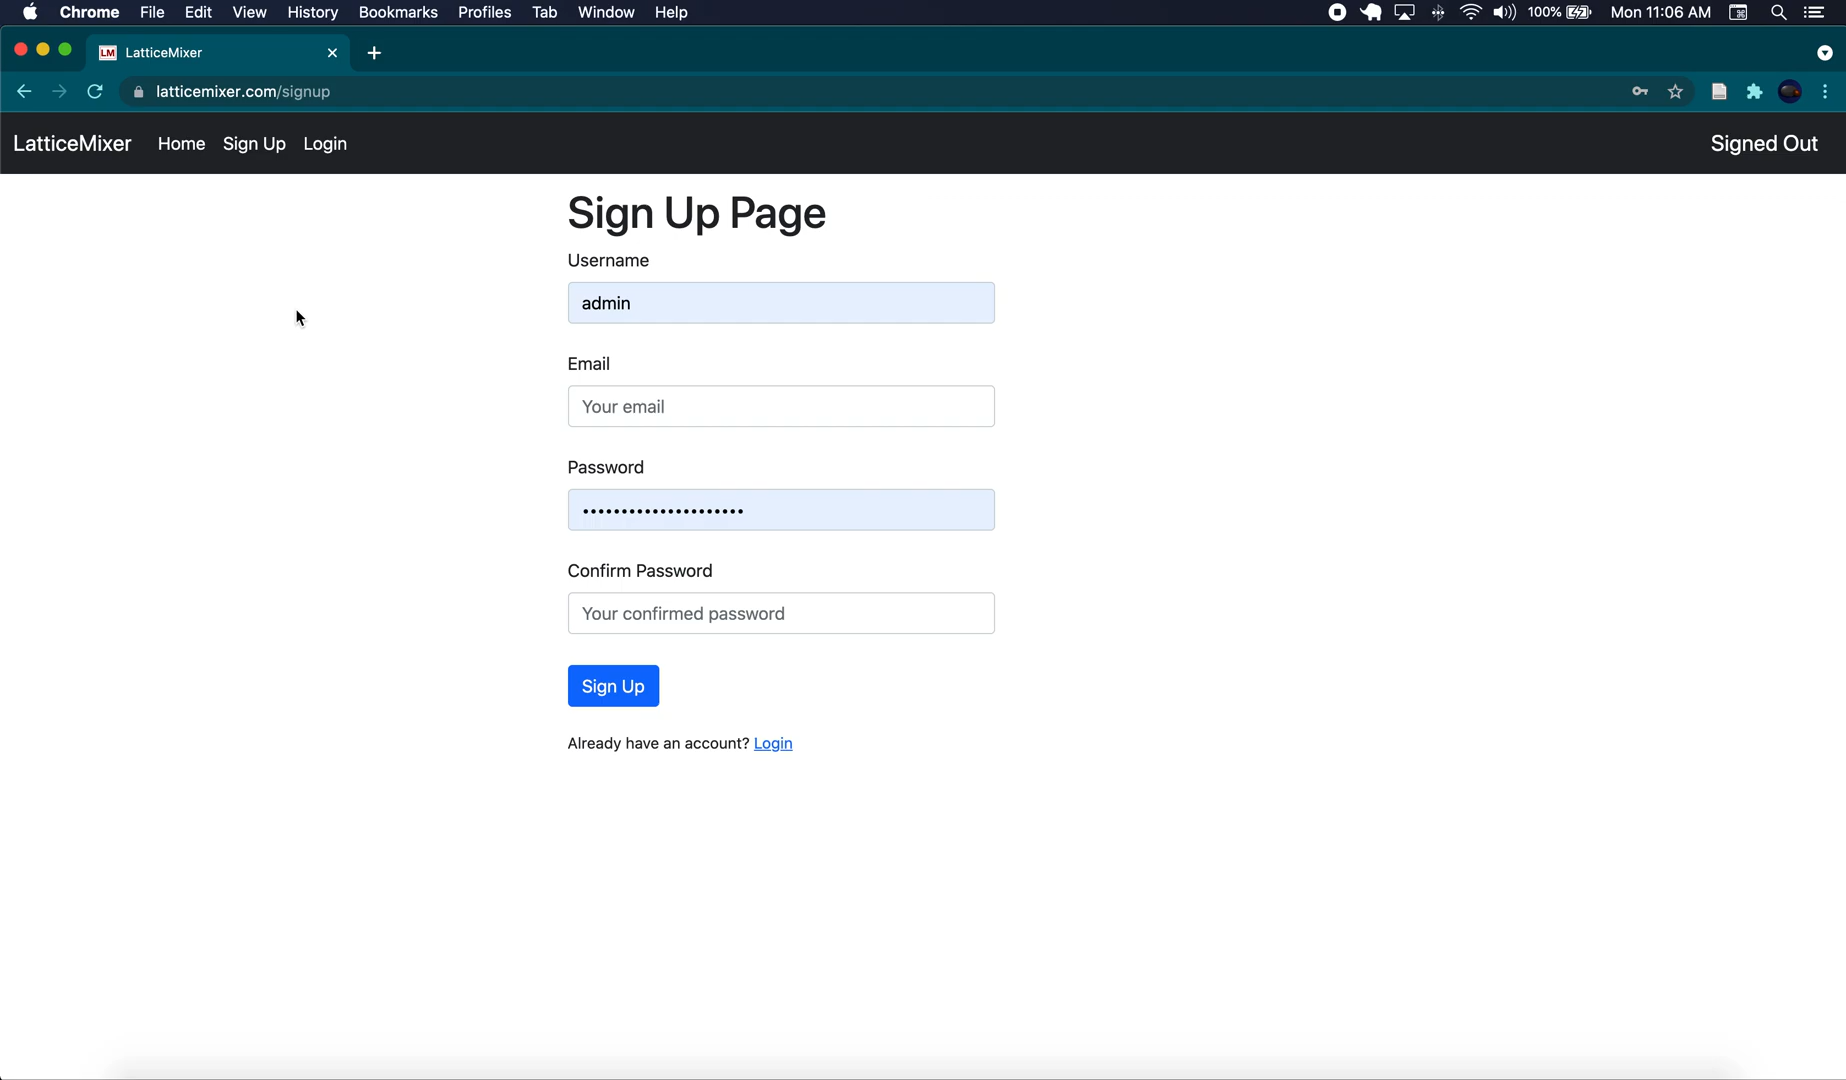 Chrome File Edit View History Bookmarks Profiles Tab Window Help 100% Mon 11:06 AM
LM LatticeMixer
latticemixer.com/signup
LatticeMixer Home Sign Up Login Signed Out
Sign Up Page
Username
admin
Email
Your email
Password
•••••••••••••••••••••
Confirm Password
Your confirmed password
Sign Up
Already have an account? Login